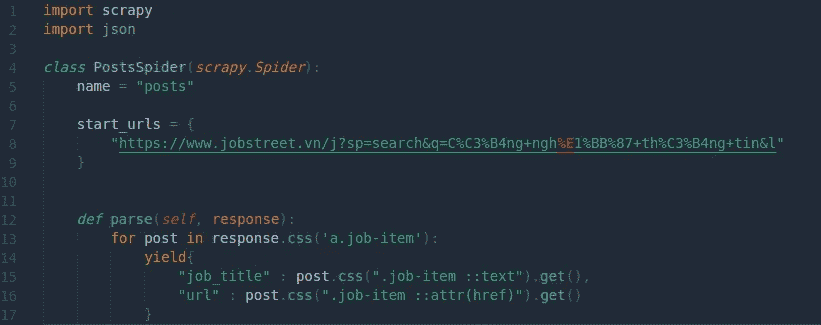 1 import scrapy
2 import json
3
4 class PostsSpider(scrapy.Spider):
5     name = "posts"
6
7     start_urls = {
8         "https://www.jobstreet.vn/j?sp=search&q=C%C3%B4ng+ngh%E1%BB%87+th%C3%B4ng+tin&l"
9     }
10
11
12     def parse(self, response):
13         for post in response.css('a.job-item'):
14             yield{
15                 "job_title" : post.css(".job-item ::text").get(),
16                 "url" : post.css(".job-item ::attr(href)").get()
17             }